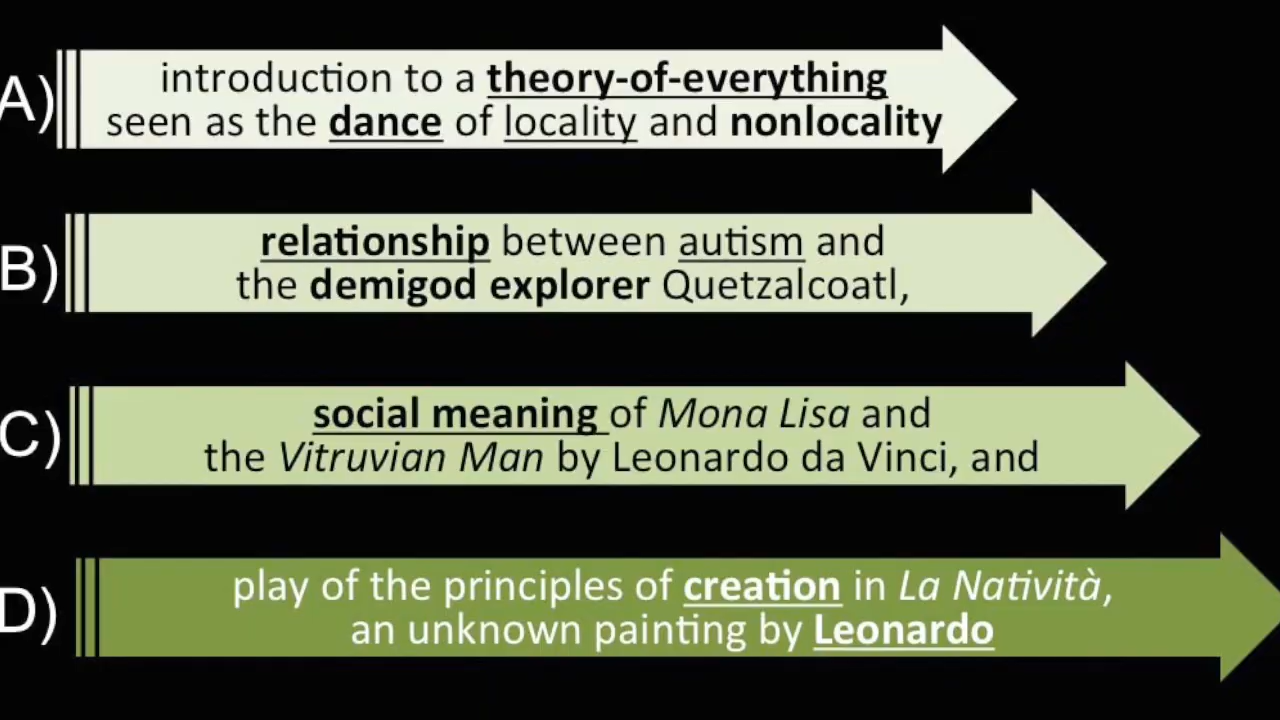 A) introduction to a theory-of-everything
seen as the dance of locality and nonlocality
B) relationship between autism and
the demigod explorer Quetzalcoatl,
C) social meaning of Mona Lisa and
the Vitruvian Man by Leonardo da Vinci, and
D) play of the principles of creation in La Natività,
an unknown painting by Leonardo